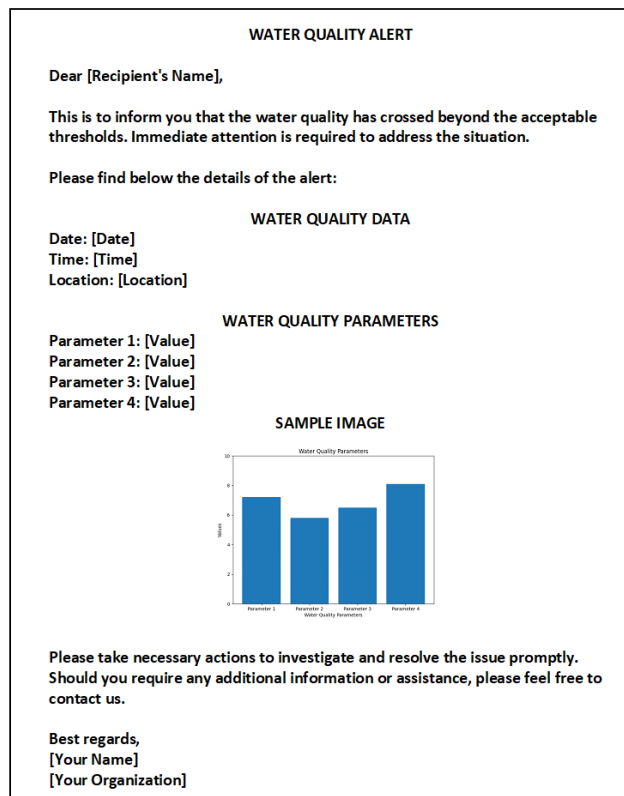 WATER QUALITY ALERT
Dear [Recipient's Name],
This is to inform you that the water quality has crossed beyond the acceptable
thresholds. Immediate attention is required to address the situation.
Please find below the details of the alert:
WATER QUALITY DATA
Date: [Date]
Time: [Time]
Location: [Location]
WATER QUALITY PARAMETERS
Parameter 1: [Value]
Parameter 2: [Value]
Parameter 3: [Value]
Parameter 4: [Value]
SAMPLE IMAGE
Water Quality Parameters
10
8
6
4
2
0
Values
Parameter 1 Parameter 2 Parameter 3 Parameter 4
Water Quality Parameters
Please take necessary actions to investigate and resolve the issue promptly.
Should you require any additional information or assistance, please feel free to
contact us.
Best regards,
[Your Name]
[Your Organization]